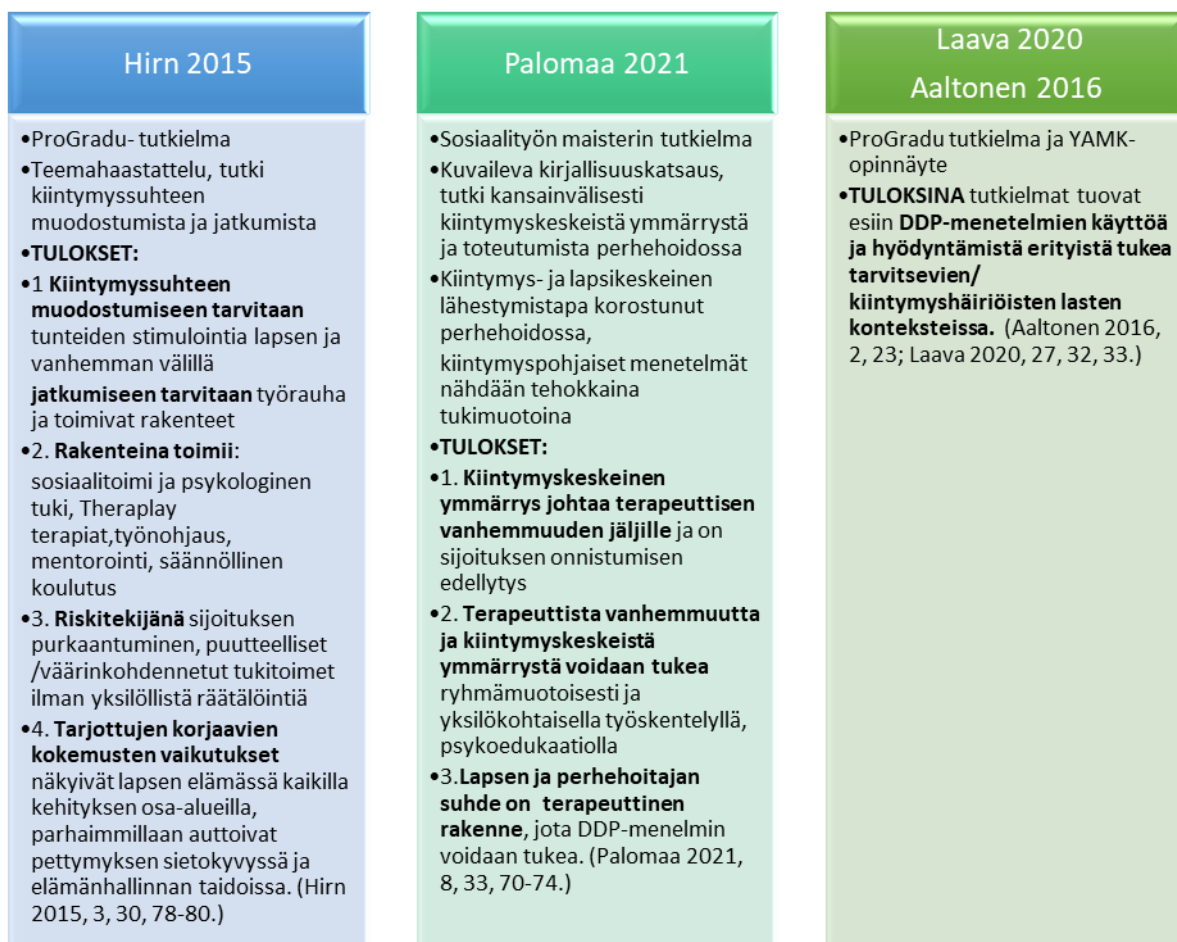 Hirn 2015
•ProGradu- tutkielma
•Teemahaastattelu, tutki
kiintymyssuhteen
muodostumista ja jatkumista
•TULOKSET:
•1 Kiintymyssuhteen
muodostumiseen tarvitaan
tunteiden stimulointia lapsen ja
vanhemman välillä
jatkumiseen tarvitaan työrauha
ja toimivat rakenteet
•2. Rakenteina toimii:
sosiaalitoimi ja psykologinen
tuki, Theraplay
terapiat,työnohjaus,
mentorointi, säännöllinen
koulutus
•3. Riskitekijänä sijoituksen
purkaantuminen, puutteelliset
/väärinkohdennetut tukitoimet
ilman yksilöllistä räätälöintiä
•4. Tarjottujen korjaavien
kokemusten vaikutukset
näkyivät lapsen elämässä kaikilla
kehityksen osa-alueilla,
parhaimmillaan auttoivat
pettymyksen sietokyvyssä ja
elämänhallinnan taidoissa. (Hirn
2015, 3, 30, 78-80.)
Palomaa 2021
•Sosiaalityön maisterin tutkielma
•Kuvaileva kirjallisuuskatsaus,
tutki kansainvälisesti
kiintymyskeskeistä ymmärrystä
ja toteutumista perhehoidossa
•Kiintymys- ja lapsikeskeinen
lähestymistapa korostunut
perhehoidossa,
kiintymyspohjaiset menetelmät
nähdään tehokkaina
tukimuotoina
•TULOKSET:
•1. Kiintymyskeskeinen
ymmärrys johtaa terapeuttisen
vanhemmuuden jäljille ja on
sijoituksen onnistumisen
edellytys
•2. Terapeuttista vanhemmuutta
ja kiintymyskeskeistä
ymmärrystä voidaan tukea
ryhmämuotoisesti ja
yksilökohtaisella työskentelyllä,
psykoedukaatiolla
•3.Lapsen ja perhehoitajan
suhde on terapeuttinen
rakenne, jota DDP-menelmin
voidaan tukea. (Palomaa 2021,
8, 33, 70-74.)
Laava 2020
Aaltonen 2016
•ProGradu tutkielma ja YAMK-
opinnäyte
•TULOKSINA tutkielmat tuovat
esiin DDP-menetelmien käyttöä
ja hyödyntämistä erityistä tukea
tarvitsevien/
kiintymyshäiriöisten lasten
konteksteissa. (Aaltonen 2016,
2, 23; Laava 2020, 27, 32, 33.)